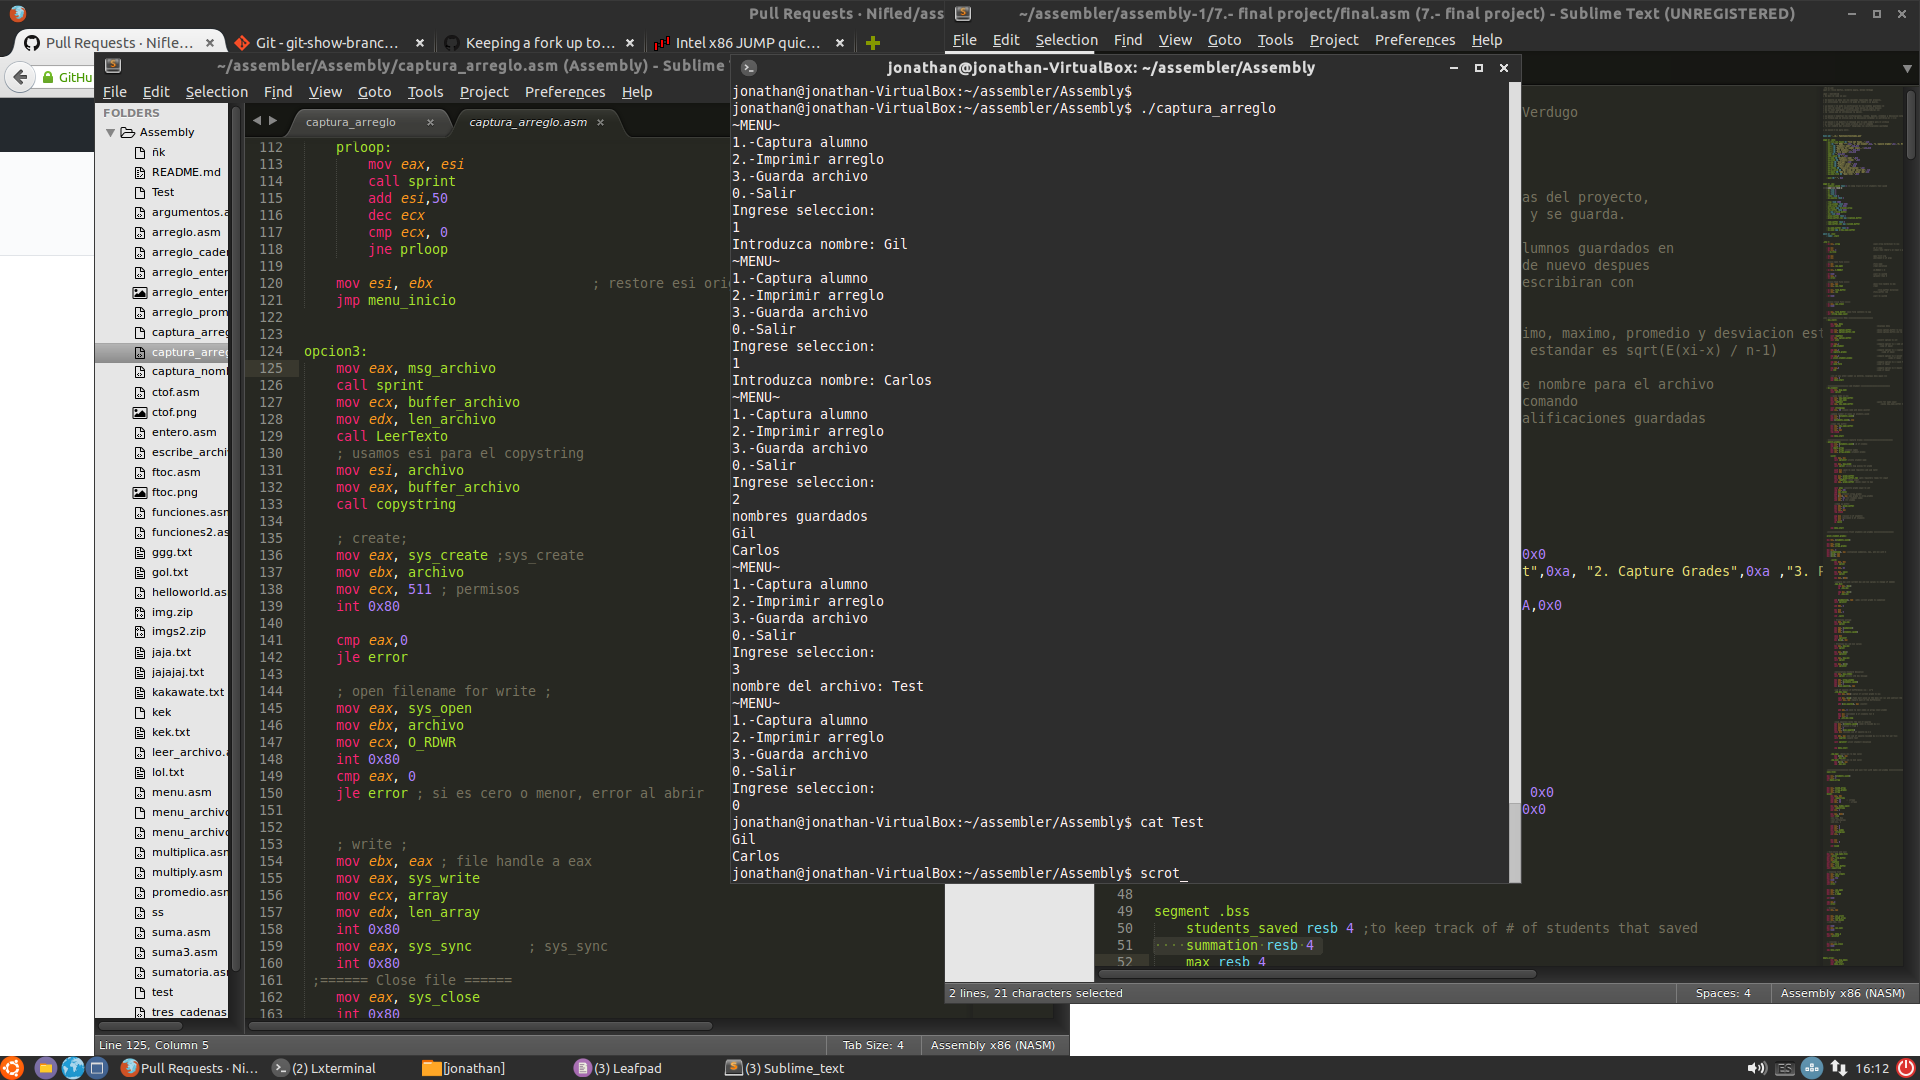 Pull Requests · Nifled/ass
~/assembler/assembly-1/7.- final project/final.asm (7.- final project) - Sublime Text (UNREGISTERED)
Pull Requests · Nifle...
Git - git-show-branc...
Keeping a fork up to...
Intel x86 JUMP quic...
File Edit Selection Find View Goto Tools Project Preferences Help
GitHu
~/assembler/Assembly/captura_arreglo.asm (Assembly) - Sublime
File Edit Selection Find View Goto Tools Project Preferences Help
FOLDERS
Assembly
ñk
README.md
Test
argumentos.a
arreglo.asm
arreglo_cade
arreglo_enter
arreglo_enter
arreglo_prom
captura_arreg
captura_arreg
captura_noml
ctof.asm
ctof.png
entero.asm
escribe_archi
ftoc.asm
ftoc.png
funciones.asm
funciones2.as
ggg.txt
gol.txt
helloworld.as
img.zip
imgs2.zip
jaja.txt
jajajaj.txt
kakawate.txt
kek
kek.txt
leer_archivo.a
lol.txt
menu.asm
menu_archivo
menu_archivo
multiplica.asm
multiply.asm
promedio.asm
ss
suma.asm
suma3.asm
sumatoria.asm
test
tres_cadenas
captura_arreglo
captura_arreglo.asm
112 prloop:
113 mov eax, esi
114 call sprint
115 add esi,50
116 dec ecx
117 cmp ecx, 0
118 jne prloop
119
120 mov esi, ebx ; restore esi ori
121 jmp menu_inicio
122
123
124 opcion3:
125 mov eax, msg_archivo
126 call sprint
127 mov ecx, buffer_archivo
128 mov edx, len_archivo
129 call LeerTexto
130 ; usamos esi para el copystring
131 mov esi, archivo
132 mov eax, buffer_archivo
133 call copystring
134
135 ; create;
136 mov eax, sys_create ;sys_create
137 mov ebx, archivo
138 mov ecx, 511 ; permisos
139 int 0x80
140
141 cmp eax,0
142 jle error
143
144 ; open filename for write ;
145 mov eax, sys_open
146 mov ebx, archivo
147 mov ecx, O_RDWR
148 int 0x80
149 cmp eax, 0
150 jle error ; si es cero o menor, error al abrir
151
152
153 ; write ;
154 mov ebx, eax ; file handle a eax
155 mov eax, sys_write
156 mov ecx, array
157 mov edx, len_array
158 int 0x80
159 mov eax, sys_sync ; sys_sync
160 int 0x80
161 ;====== Close file ======
162 mov eax, sys_close
163 int 0x80
Line 125, Column 5
Tab Size: 4
Assembly x86 (NASM)
jonathan@jonathan-VirtualBox: ~/assembler/Assembly
jonathan@jonathan-VirtualBox:~/assembler/Assembly$
jonathan@jonathan-VirtualBox:~/assembler/Assembly$ ./captura_arreglo
~MENU~
1.-Captura alumno
2.-Imprimir arreglo
3.-Guarda archivo
0.-Salir
Ingrese seleccion:
1
Introduzca nombre: Gil
~MENU~
1.-Captura alumno
2.-Imprimir arreglo
3.-Guarda archivo
0.-Salir
Ingrese seleccion:
1
Introduzca nombre: Carlos
~MENU~
1.-Captura alumno
2.-Imprimir arreglo
3.-Guarda archivo
0.-Salir
Ingrese seleccion:
2
nombres guardados
Gil
Carlos
~MENU~
1.-Captura alumno
2.-Imprimir arreglo
3.-Guarda archivo
0.-Salir
Ingrese seleccion:
3
nombre del archivo: Test
~MENU~
1.-Captura alumno
2.-Imprimir arreglo
3.-Guarda archivo
0.-Salir
Ingrese seleccion:
0
jonathan@jonathan-VirtualBox:~/assembler/Assembly$ cat Test
Gil
Carlos
jonathan@jonathan-VirtualBox:~/assembler/Assembly$ scrot_
Verdugo
as del proyecto,
y se guarda.
lumnos guardados en
de nuevo despues
escribiran con
imo, maximo, promedio y desviacion est
estandar es sqrt(E(xi-x) / n-1)
e nombre para el archivo
comando
alificaciones guardadas
0x0
t",0xa, "2. Capture Grades",0xa ,"3. F
A,0x0
0x0
0x0
48
49 segment .bss
50 students_saved resb 4 ;to keep track of # of students that saved
51 ····summation·resb·4
52 max resb 4
2 lines, 21 characters selected
Spaces: 4
Assembly x86 (NASM)
Pull Requests · Ni...
(2) Lxterminal
[jonathan]
(3) Leafpad
(3) Sublime_text
ES
16:12